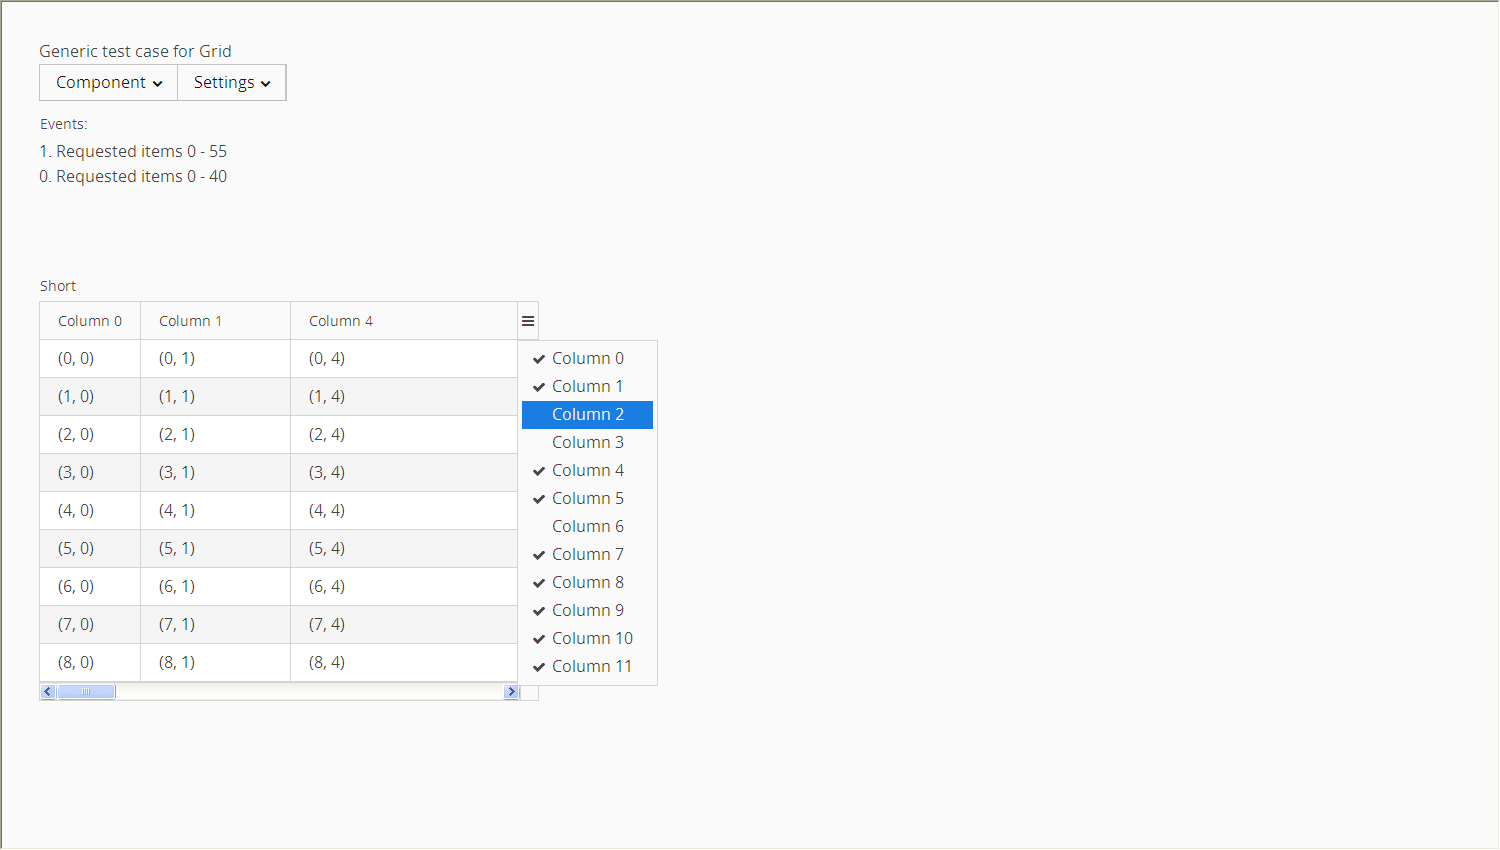 Generic test case for Grid
Component Settings
Events:
1. Requested items 0 - 55
0. Requested items 0 - 40
Short
Column 0 Column 1 Column 4
(0, 0) (0, 1) (0, 4)
(1, 0) (1, 1) (1, 4)
(2, 0) (2, 1) (2, 4)
(3, 0) (3, 1) (3, 4)
(4, 0) (4, 1) (4, 4)
(5, 0) (5, 1) (5, 4)
(6, 0) (6, 1) (6, 4)
(7, 0) (7, 1) (7, 4)
(8, 0) (8, 1) (8, 4)
Column 0
Column 1
Column 2
Column 3
Column 4
Column 5
Column 6
Column 7
Column 8
Column 9
Column 10
Column 11